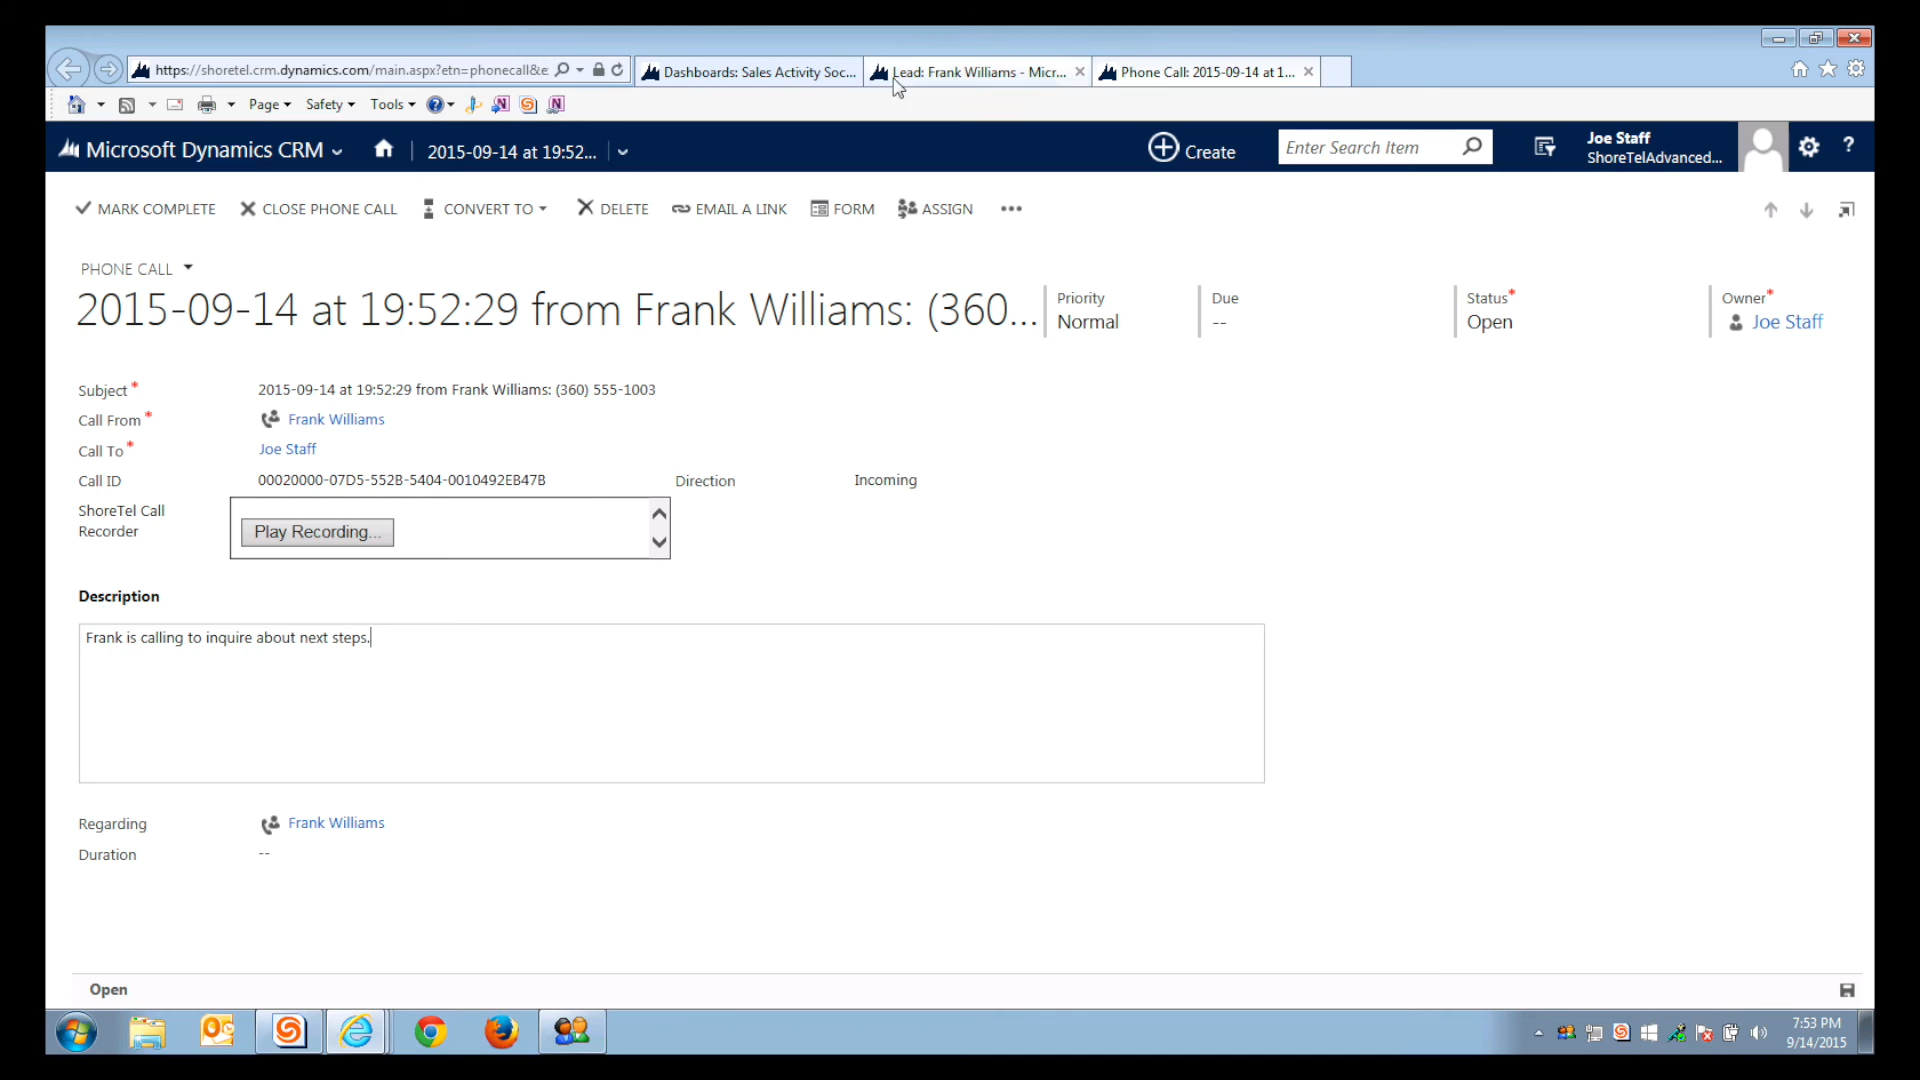 https://shoretel.crm.dynamics.com/main.aspx?etn=phonecall&e
Dashboards: Sales Activity Soc...
Lead: Frank Williams - Micr...
Phone Call: 2015-09-14 at 1...
Page
Safety
Tools
Microsoft Dynamics CRM
2015-09-14 at 19:52...
Create
Enter Search Item
Joe Staff
ShoreTelAdvanced...
?
MARK COMPLETE
CLOSE PHONE CALL
CONVERT TO
DELETE
EMAIL A LINK
FORM
ASSIGN
•••
PHONE CALL
2015-09-14 at 19:52:29 from Frank Williams: (360...
Priority
Normal
Due
--
Status*
Open
Owner*
Joe Staff
Subject* 2015-09-14 at 19:52:29 from Frank Williams: (360) 555-1003
Call From* Frank Williams
Call To* Joe Staff
Call ID 00020000-07D5-552B-5404-0010492EB47B Direction Incoming
ShoreTel Call
Recorder
Play Recording...
Description
Frank is calling to inquire about next steps.
Regarding Frank Williams
Duration --
Open
7:53 PM
9/14/2015